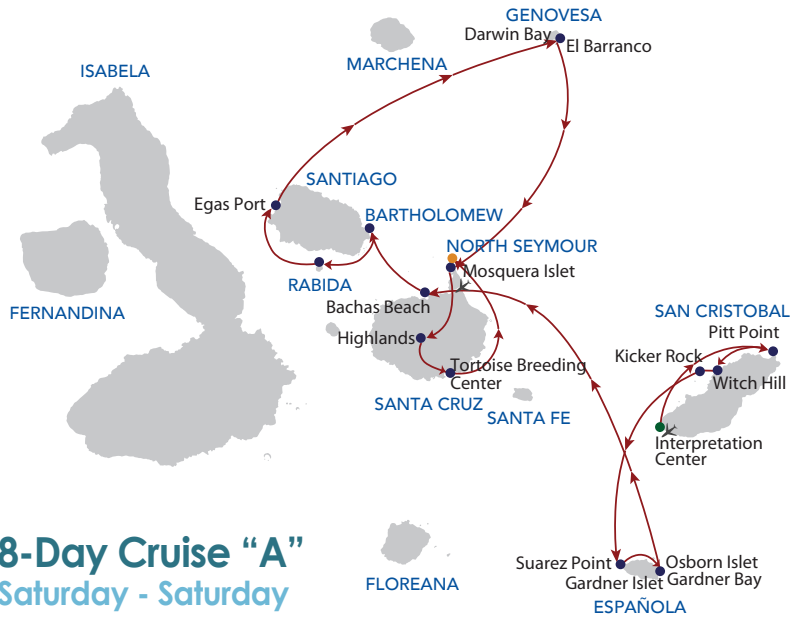 GENOVESA
Darwin Bay
El Barranco
MARCHENA
ISABELA
SANTIAGO
Egas Port
BARTHOLOMEW
NORTH SEYMOUR
Mosquera Islet
RABIDA
Bachas Beach
FERNANDINA
SAN CRISTOBAL
Pitt Point
Highlands
Kicker Rock
Witch Hill
Tortoise Breeding
Center
SANTA CRUZ
SANTA FE
Interpretation
Center
8-Day Cruise “A”
Saturday - Saturday
FLOREANA
Suarez Point
Gardner Islet
Osborn Islet
Gardner Bay
ESPAÑOLA